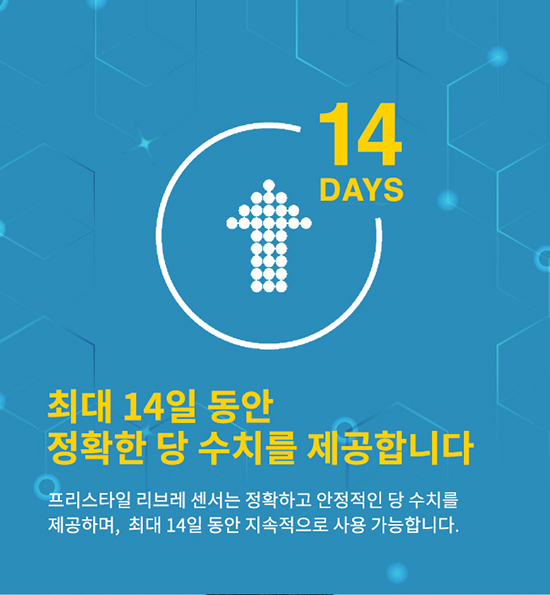 14
DAYS
최대 14일 동안
정확한 당 수치를 제공합니다
프리스타일 리브레 센서는 정확하고 안정적인 당 수치를
제공하며, 최대 14일 동안 지속적으로 사용 가능합니다.